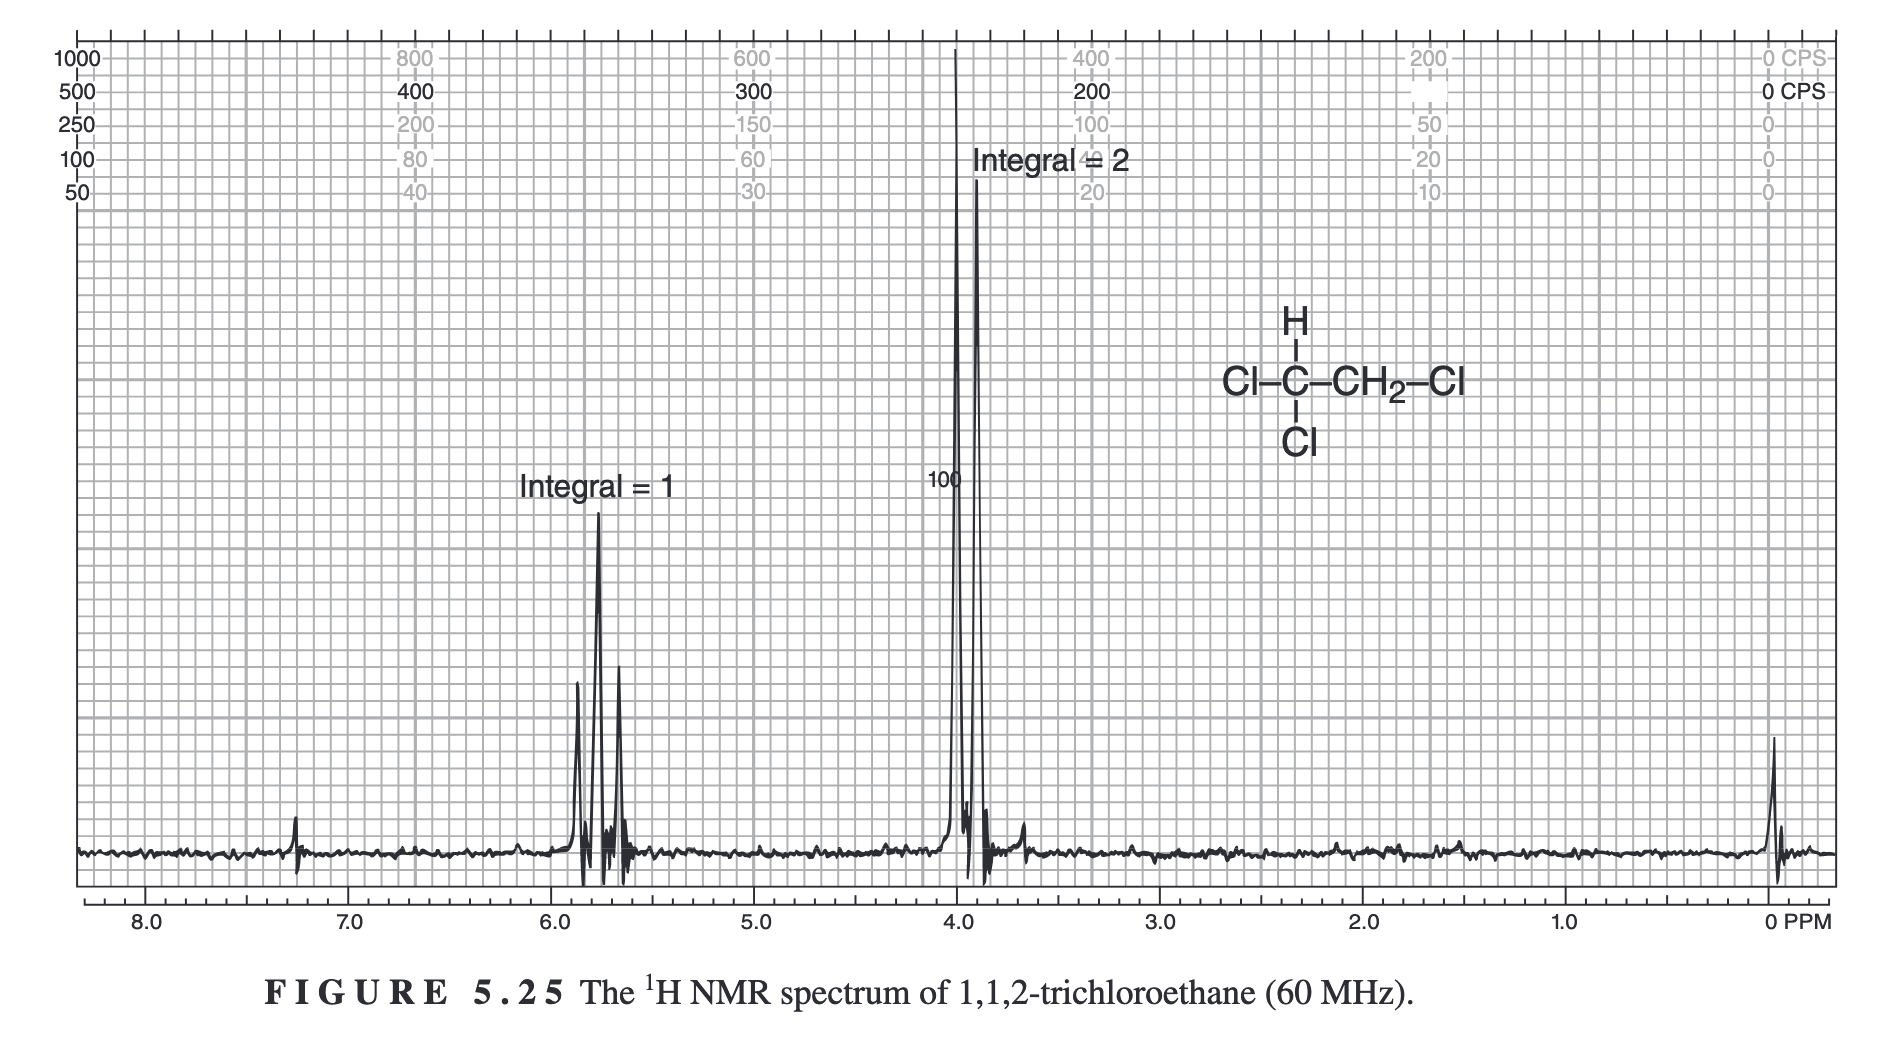 1000 800 600 400 200 0 CPS
500 400 300 200 0 CPS
250 200 150 100 50 0
100 80 60 40 20 0
50 40 30 20 10 0
Integral = 2
H
Cl–C–CH₂–Cl
Cl
100
Integral = 1
8.0 7.0 6.0 5.0 4.0 3.0 2.0 1.0 0 PPM
FIGURE 5.25 The ¹H NMR spectrum of 1,1,2-trichloroethane (60 MHz).